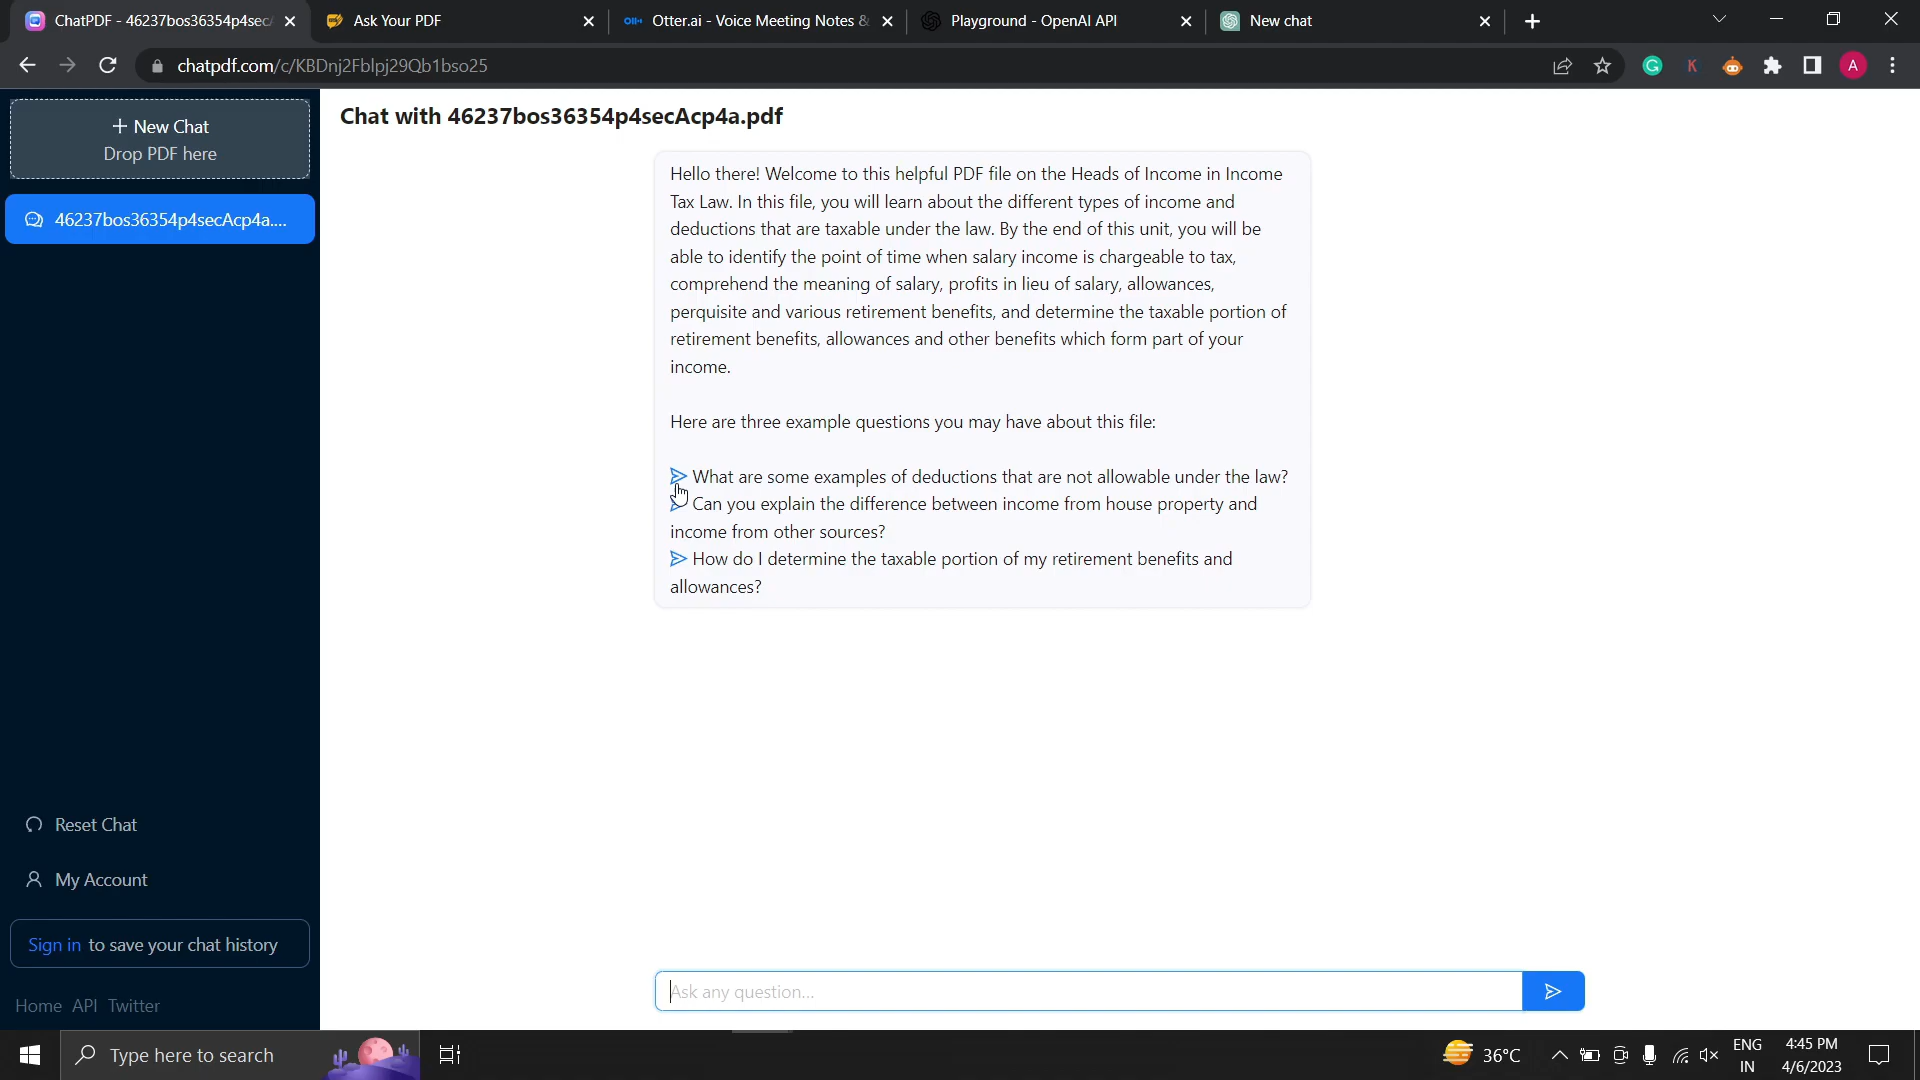 ChatPDF - 46237bos36354p4sec
Ask Your PDF
Otter.ai - Voice Meeting Notes &
Playground - OpenAI API
New chat
chatpdf.com/c/KBDnj2Fblpj29Qb1bso25
A
+ New Chat
Drop PDF here
46237bos36354p4secAcp4a....
Chat with 46237bos36354p4secAcp4a.pdf
Hello there! Welcome to this helpful PDF file on the Heads of Income in Income
Tax Law. In this file, you will learn about the different types of income and
deductions that are taxable under the law. By the end of this unit, you will be
able to identify the point of time when salary income is chargeable to tax,
comprehend the meaning of salary, profits in lieu of salary, allowances,
perquisite and various retirement benefits, and determine the taxable portion of
retirement benefits, allowances and other benefits which form part of your
income.
Here are three example questions you may have about this file:
What are some examples of deductions that are not allowable under the law?
Can you explain the difference between income from house property and
income from other sources?
How do I determine the taxable portion of my retirement benefits and
allowances?
Reset Chat
My Account
Sign in to save your chat history
Home API Twitter
Ask any question...
Type here to search
36°C
ENG
IN
4:45 PM
4/6/2023